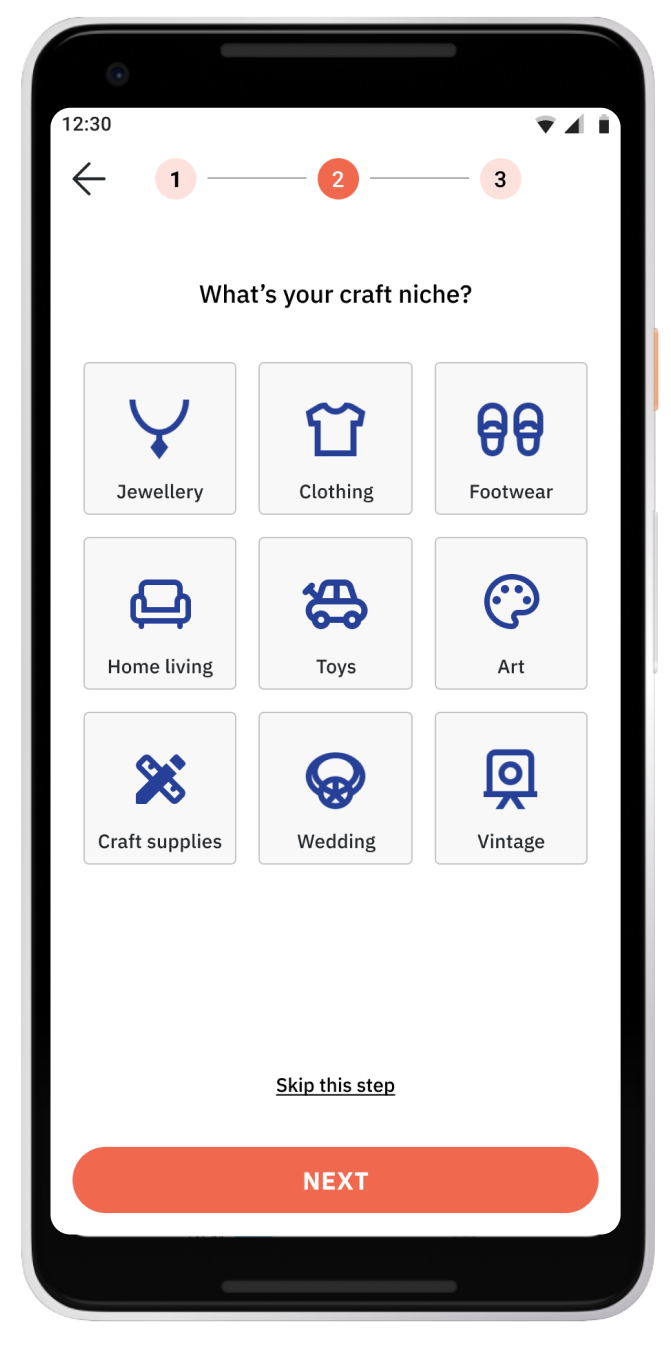 12:30
1 2 3
What’s your craft niche?
Jewellery Clothing Footwear
Home living Toys Art
Craft supplies Wedding Vintage
Skip this step
NEXT